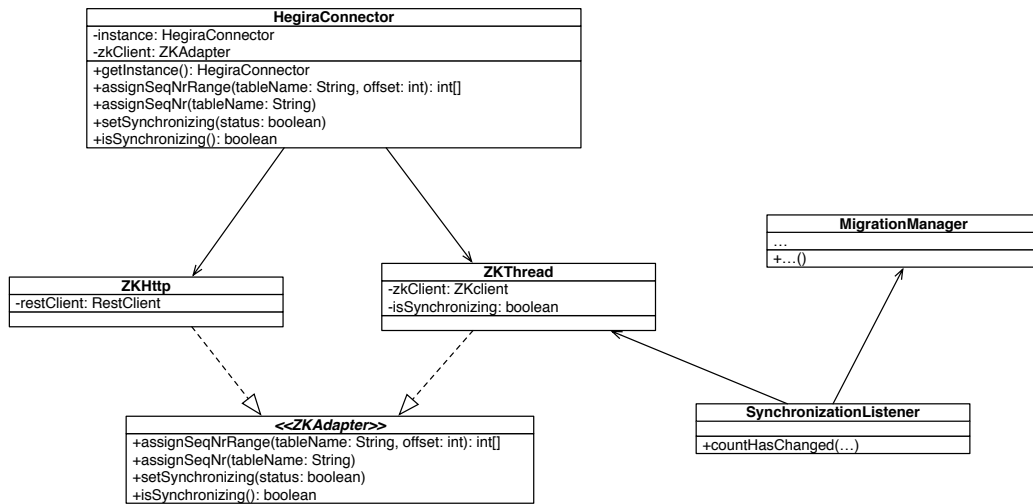 HegiraConnector
-instance: HegiraConnector
-zkClient: ZKAdapter
+getInstance(): HegiraConnector
+assignSeqNrRange(tableName: String, offset: int): int[]
+assignSeqNr(tableName: String)
+setSynchronizing(status: boolean)
+isSynchronizing(): boolean
MigrationManager
...
+...()
ZKHttp
-restClient: RestClient
ZKThread
-zkClient: ZKclient
-isSynchronizing: boolean
SynchronizationListener
+countHasChanged(...)
<<ZKAdapter>>
+assignSeqNrRange(tableName: String, offset: int): int[]
+assignSeqNr(tableName: String)
+setSynchronizing(status: boolean)
+isSynchronizing(): boolean